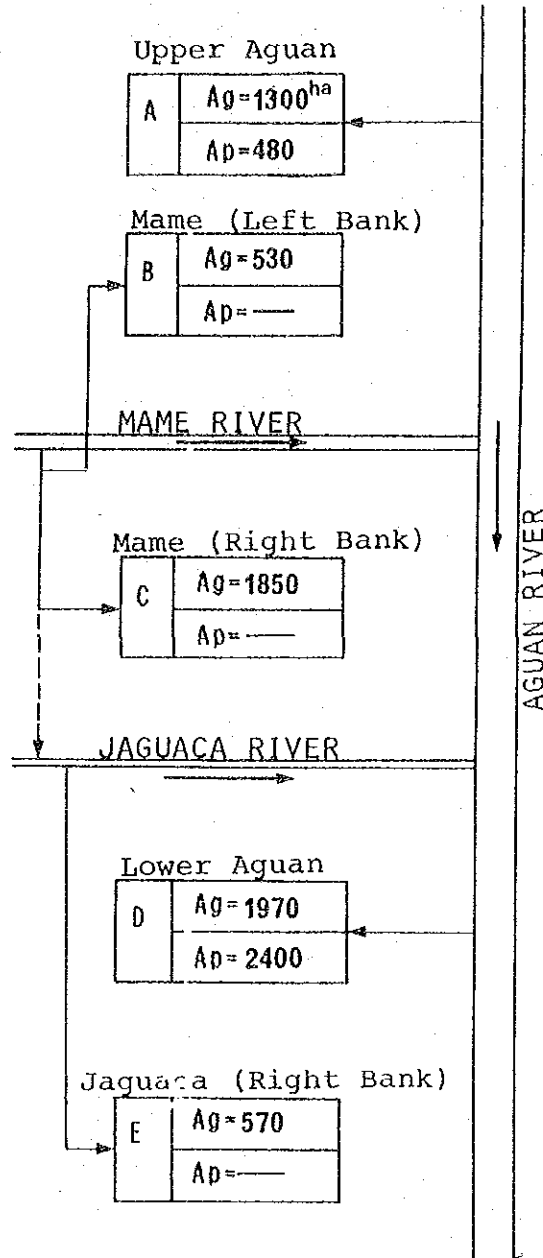 Upper Aguan
A
Ag=1300ha
Ap=480
Mame (Left Bank)
B
Ag=530
Ap=—
MAME RIVER
Mame (Right Bank)
C
Ag=1850
Ap=—
AGUAN RIVER
JAGUACA RIVER
Lower Aguan
D
Ag=1970
Ap=2400
Jaguaca (Right Bank)
E
Ag=570
Ap=—